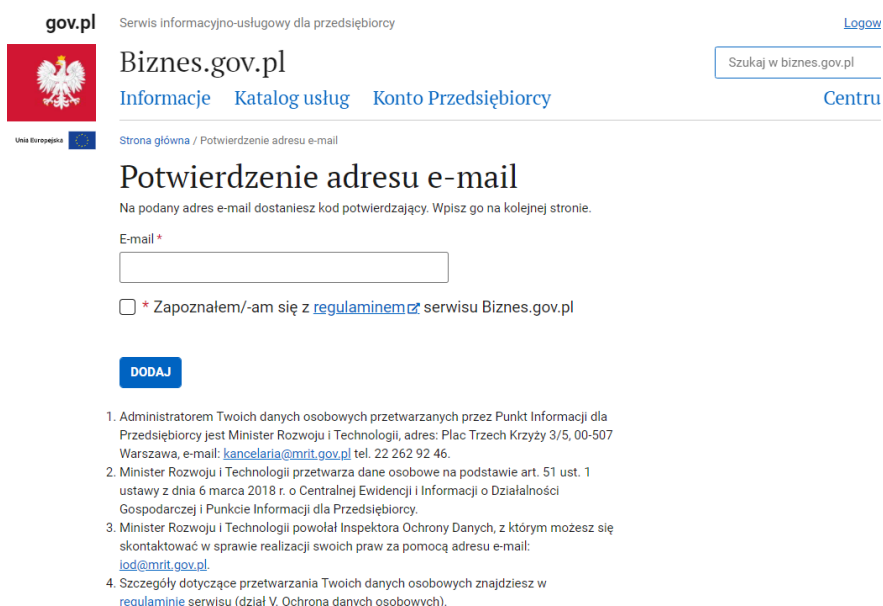 gov.pl
Serwis informacyjno-usługowy dla przedsiębiorcy
Logow
Biznes.gov.pl
Szukaj w biznes.gov.pl
Informacje Katalog usług Konto Przedsiębiorcy
Centru
Unia Europejska
Strona główna / Potwierdzenie adresu e-mail
Potwierdzenie adresu e-mail
Na podany adres e-mail dostaniesz kod potwierdzający. Wpisz go na kolejnej stronie.
E-mail *
* Zapoznałem/-am się z regulaminem serwisu Biznes.gov.pl
DODAJ
1. Administratorem Twoich danych osobowych przetwarzanych przez Punkt Informacji dla
Przedsiębiorcy jest Minister Rozwoju i Technologii, adres: Plac Trzech Krzyży 3/5, 00-507
Warszawa, e-mail: kancelaria@mrit.gov.pl tel. 22 262 92 46.
2. Minister Rozwoju i Technologii przetwarza dane osobowe na podstawie art. 51 ust. 1
ustawy z dnia 6 marca 2018 r. o Centralnej Ewidencji i Informacji o Działalności
Gospodarczej i Punkcie Informacji dla Przedsiębiorcy.
3. Minister Rozwoju i Technologii powołał Inspektora Ochrony Danych, z którym możesz się
skontaktować w sprawie realizacji swoich praw za pomocą adresu e-mail:
iod@mrit.gov.pl.
4. Szczegóły dotyczące przetwarzania Twoich danych osobowych znajdziesz w
regulaminie serwisu (dział V. Ochrona danych osobowych).